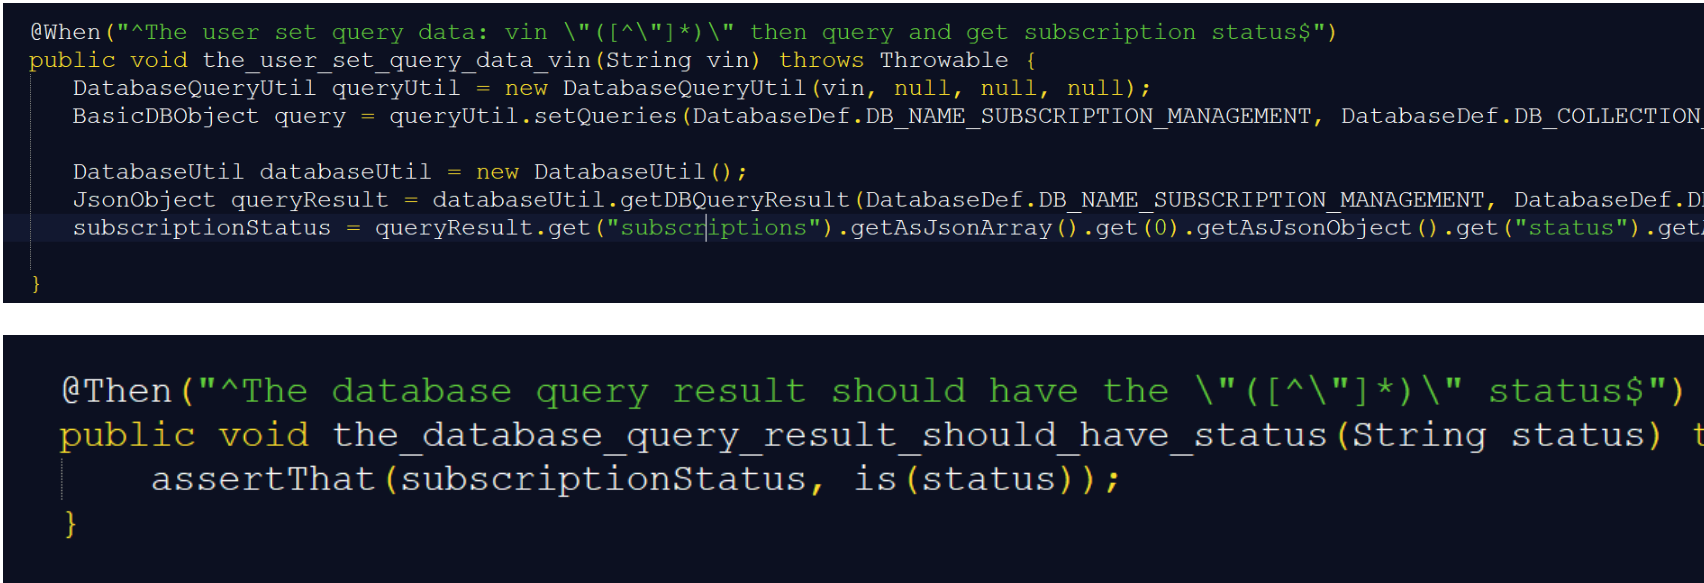 @When("^The user set query data: vin \"([^\"]*)\" then query and get subscription status$")
public void the_user_set_query_data_vin(String vin) throws Throwable {
DatabaseQueryUtil queryUtil = new DatabaseQueryUtil(vin, null, null, null);
BasicDBObject query = queryUtil.setQueries(DatabaseDef.DB_NAME_SUBSCRIPTION_MANAGEMENT, DatabaseDef.DB_COLLECTION_
DatabaseUtil databaseUtil = new DatabaseUtil();
JsonObject queryResult = databaseUtil.getDBQueryResult(DatabaseDef.DB_NAME_SUBSCRIPTION_MANAGEMENT, DatabaseDef.
subscriptionStatus = queryResult.get("subscriptions").getAsJsonArray().get(0).getAsJsonObject().get("status").get
}
@Then("^The database query result should have the \"([^\"]*)\" status$")
public void the_database_query_result_should_have_status(String status)
assertThat(subscriptionStatus, is(status));
}